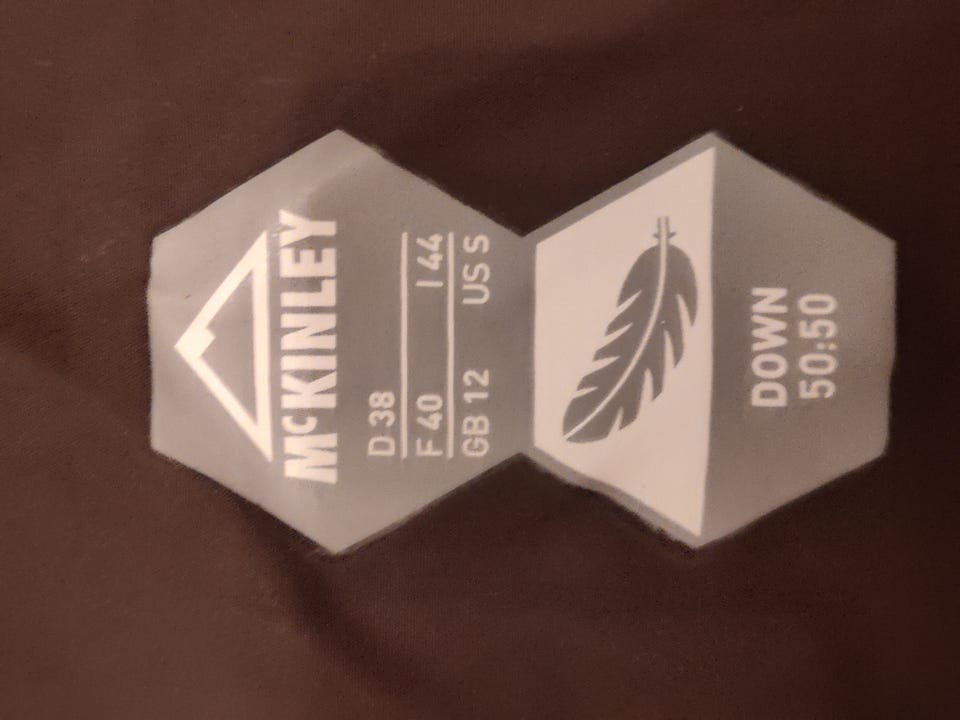 McKINLEY
D 38
F 40 I 44
GB 12 US S
DOWN
50:50